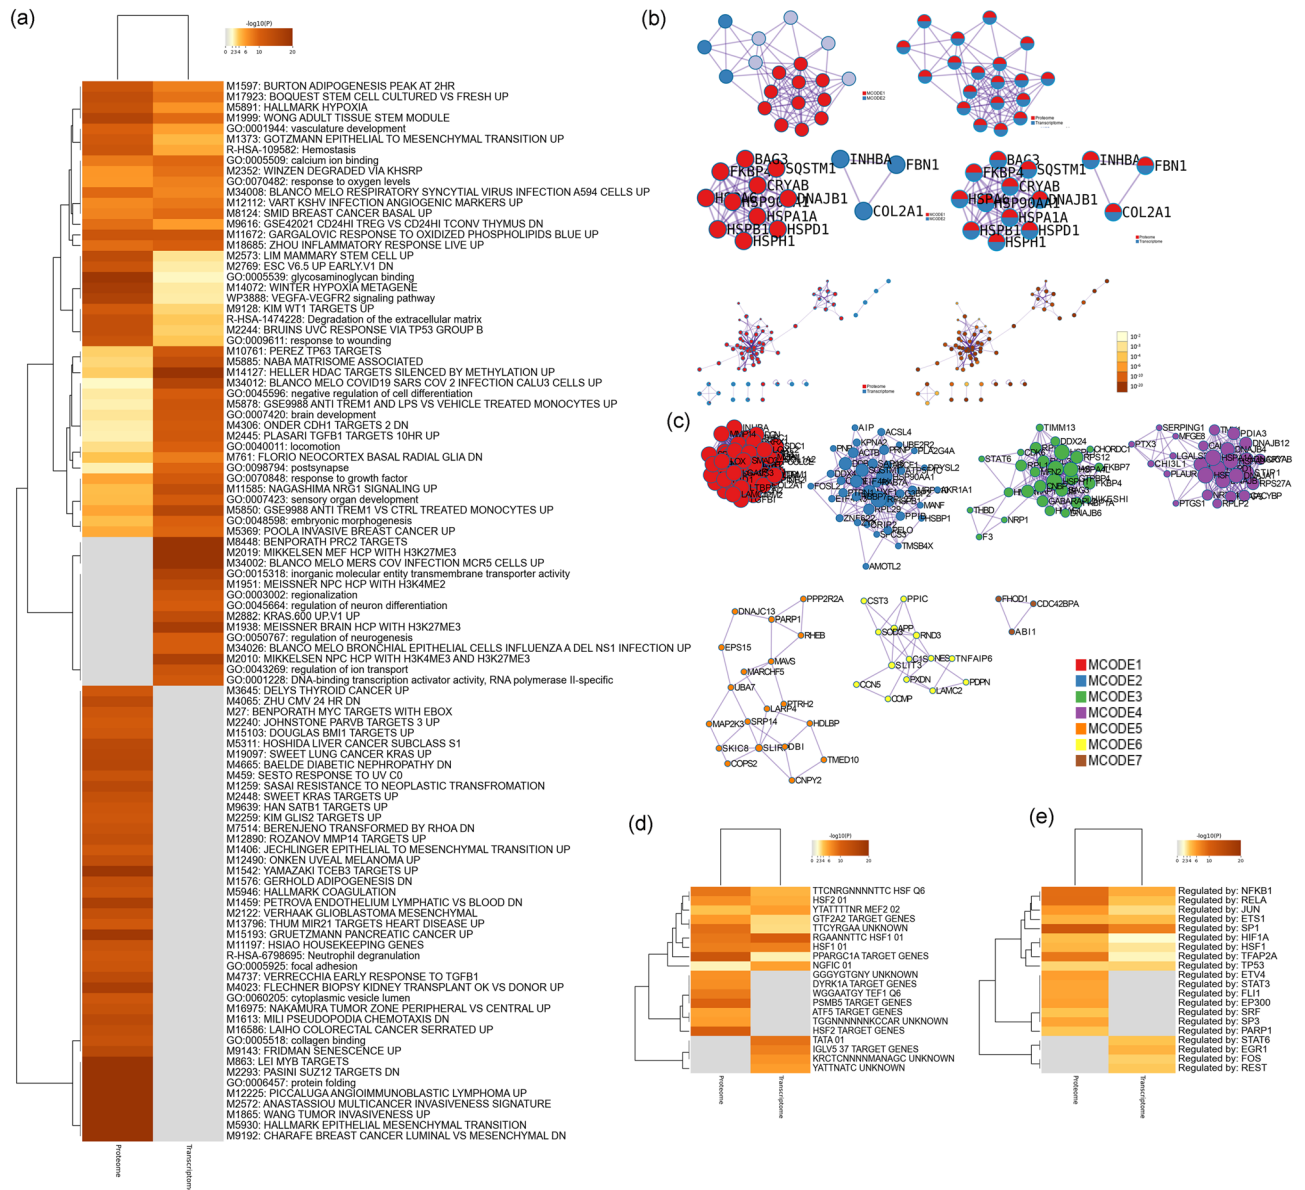 (a)
-log10(P)
0 234 6 10 20
M1597: BURTON ADIPOGENESIS PEAK AT 2HR
M17923: BOQUEST STEM CELL CULTURED VS FRESH UP
M5891: HALLMARK HYPOXIA
M1999: WONG ADULT TISSUE STEM MODULE
GO:0001944: vasculature development
M1373: GOTZMANN EPITHELIAL TO MESENCHYMAL TRANSITION UP
R-HSA-109582: Hemostasis
GO:0005509: calcium ion binding
M2352: WINZEN DEGRADED VIA KHSRP
GO:0070482: response to oxygen levels
M34008: BLANCO MELO RESPIRATORY SYNCYTIAL VIRUS INFECTION A594 CELLS UP
M12112: VART KSHV INFECTION ANGIOGENIC MARKERS UP
M8124: SMID BREAST CANCER BASAL UP
M9616: GSE42021 CD24HI TREG VS CD24HI TCONV THYMUS DN
M11672: GARGALOVIC RESPONSE TO OXIDIZED PHOSPHOLIPIDS BLUE UP
M18685: ZHOU INFLAMMATORY RESPONSE LIVE UP
M2573: LIM MAMMARY STEM CELL UP
M2769: ESC V6.5 UP EARLY.V1 DN
GO:0005539: glycosaminoglycan binding
M14072: WINTER HYPOXIA METAGENE
WP3888: VEGFA-VEGFR2 signaling pathway
M9128: KIM WT1 TARGETS UP
R-HSA-1474228: Degradation of the extracellular matrix
M2244: BRUINS UVC RESPONSE VIA TP53 GROUP B
GO:0009611: response to wounding
M10761: PEREZ TP63 TARGETS
M5885: NABA MATRISOME ASSOCIATED
M14127: HELLER HDAC TARGETS SILENCED BY METHYLATION UP
M34012: BLANCO MELO COVID19 SARS COV 2 INFECTION CALU3 CELLS UP
GO:0045596: negative regulation of cell differentiation
M5878: GSE9988 ANTI TREM1 AND LPS VS VEHICLE TREATED MONOCYTES UP
GO:0007420: brain development
M4306: ONDER CDH1 TARGETS 2 DN
M2445: PLASARI TGFB1 TARGETS 10HR UP
GO:0040011: locomotion
M761: FLORIO NEOCORTEX BASAL RADIAL GLIA DN
GO:0098794: postsynapse
GO:0070848: response to growth factor
M11585: NAGASHIMA NRG1 SIGNALING UP
GO:0007423: sensory organ development
M5850: GSE9988 ANTI TREM1 VS CTRL TREATED MONOCYTES UP
GO:0048598: embryonic morphogenesis
M5369: POOLA INVASIVE BREAST CANCER UP
M8448: BENPORATH PRC2 TARGETS
M2019: MIKKELSEN MEF HCP WITH H3K27ME3
M34002: BLANCO MELO MERS COV INFECTION MCR5 CELLS UP
GO:0015318: inorganic molecular entity transmembrane transporter activity
M1951: MEISSNER NPC HCP WITH H3K4ME2
GO:0003002: regionalization
GO:0045664: regulation of neuron differentiation
M2882: KRAS.600 UP.V1 UP
M1938: MEISSNER BRAIN HCP WITH H3K27ME3
GO:0050767: regulation of neurogenesis
M34026: BLANCO MELO BRONCHIAL EPITHELIAL CELLS INFLUENZA A DEL NS1 INFECTION UP
M2010: MIKKELSEN NPC HCP WITH H3K4ME3 AND H3K27ME3
GO:0043269: regulation of ion transport
GO:0001228: DNA-binding transcription activator activity, RNA polymerase II-specific
M3645: DELYS THYROID CANCER UP
M4065: ZHU CMV 24 HR DN
M27: BENPORATH MYC TARGETS WITH EBOX
M2240: JOHNSTONE PARVB TARGETS 3 UP
M15103: DOUGLAS BMI1 TARGETS UP
M5311: HOSHIDA LIVER CANCER SUBCLASS S1
M19097: SWEET LUNG CANCER KRAS UP
M4665: BAELDE DIABETIC NEPHROPATHY DN
M459: SESTO RESPONSE TO UV C0
M1259: SASAI RESISTANCE TO NEOPLASTIC TRANSFROMATION
M2448: SWEET KRAS TARGETS UP
M9639: HAN SATB1 TARGETS UP
M2259: KIM GLIS2 TARGETS UP
M7514: BERENJENO TRANSFORMED BY RHOA DN
M12890: ROZANOV MMP14 TARGETS UP
M1406: JECHLINGER EPITHELIAL TO MESENCHYMAL TRANSITION UP
M12490: ONKEN UVEAL MELANOMA UP
M1542: YAMAZAKI TCEB3 TARGETS UP
M1576: GERHOLD ADIPOGENESIS DN
M5946: HALLMARK COAGULATION
M1459: PETROVA ENDOTHELIUM LYMPHATIC VS BLOOD DN
M2122: VERHAAK GLIOBLASTOMA MESENCHYMAL
M13796: THUM MIR21 TARGETS HEART DISEASE UP
M15193: GRUETZMANN PANCREATIC CANCER UP
M11197: HSIAO HOUSEKEEPING GENES
R-HSA-6798695: Neutrophil degranulation
GO:0005925: focal adhesion
M4737: VERRECCHIA EARLY RESPONSE TO TGFB1
M4023: FLECHNER BIOPSY KIDNEY TRANSPLANT OK VS DONOR UP
GO:0060205: cytoplasmic vesicle lumen
M16975: NAKAMURA TUMOR ZONE PERIPHERAL VS CENTRAL UP
M1613: MILI PSEUDOPODIA CHEMOTAXIS DN
M16586: LAIHO COLORECTAL CANCER SERRATED UP
GO:0005518: collagen binding
M9143: FRIDMAN SENESCENCE UP
M863: LEI MYB TARGETS
M2293: PASINI SUZ12 TARGETS DN
GO:0006457: protein folding
M12225: PICCALUGA ANGIOIMMUNOBLASTIC LYMPHOMA UP
M2572: ANASTASSIOU MULTICANCER INVASIVENESS SIGNATURE
M1865: WANG TUMOR INVASIVENESS UP
M5930: HALLMARK EPITHELIAL MESENCHYMAL TRANSITION
M9192: CHARAFE BREAST CANCER LUMINAL VS MESENCHYMAL DN
Proteome
Transcriptome
(b)
MCODE1
MCODE2
Proteome
Transcriptome
BAG3
FKBP4
SQSTM1
CRYAB
DNAJB1
HSP90AA1
HSPA1A
HSPB1
HSPD1
HSPH1
INHBA
FBN1
COL2A1
MCODE1
MCODE2
BAG3
FKBP4
SQSTM1
CRYAB
DNAJB1
HSP90AA1
HSPA1A
HSPB1
HSPD1
HSPH1
INHBA
FBN1
COL2A1
Proteome
Transcriptome
Proteome
Transcriptome
10-2
10-3
10-4
10-6
10-10
10-20
(c)
INHBA
MMP14
LOX
AIP
ACSL4
KPNA2
UBE2R2
ACTB
PLA2G4A
DPYSL2
DDX4
FOSL2
HSP90AA1
AKR1A1
MANF
RPL29
ZNF622
PPIB
HSBP1
CRIP2
PELO
SPCS3
TMSB4X
AMOTL2
TIMM13
DDX24
CHORDC1
STAT6
CDK6
RPS12
FKBP7
MFN2
FKBP4
BAG3
HIKESHI
DNAJB6
THBD
NRP1
F3
SERPING1
MFGE8
PTX3
PDIA3
DNAJB12
LGALS3
CHI3L1
PLAUR
RPS27A
CACYBP
PTGS1
RPLP2
PPP2R2A
DNAJC13
PARP1
RHEB
EPS15
MAVS
MARCHF5
UBA7
PTRH2
LARP4
MAP2K3
SRP14
HDLBP
SKIC8
SLIRP
DBI
COPS2
TMED10
CNPY2
CST3
PPIC
APP
SOD3
RND3
C1S
NES
TNFAIP6
SLIT3
PXDN
PDPN
CCN5
COMP
LAMC2
FHOD1
CDC42BPA
ABI1
MCODE1
MCODE2
MCODE3
MCODE4
MCODE5
MCODE6
MCODE7
(d)
-log10(P)
0 234 6 10 20
TTCNRGNNNNTTC HSF Q6
HSF2 01
YTATTTTNR MEF2 02
GTF2A2 TARGET GENES
TTCYRGAA UNKNOWN
RGAANNTTC HSF1 01
HSF1 01
PPARGC1A TARGET GENES
NGFIC 01
GGGYGTGNY UNKNOWN
DYRK1A TARGET GENES
WGGAATGY TEF1 Q6
PSMB5 TARGET GENES
ATF5 TARGET GENES
TGGNNNNNNKCCAR UNKNOWN
HSF2 TARGET GENES
TATA 01
IGLV5 37 TARGET GENES
KRCTCNNNNMANAGC UNKNOWN
YATTNATC UNKNOWN
Proteome
Transcriptome
(e)
-log10(P)
0 234 6 10 20
Regulated by: NFKB1
Regulated by: RELA
Regulated by: JUN
Regulated by: ETS1
Regulated by: SP1
Regulated by: HIF1A
Regulated by: HSF1
Regulated by: TFAP2A
Regulated by: TP53
Regulated by: ETV4
Regulated by: STAT3
Regulated by: FLI1
Regulated by: EP300
Regulated by: SRF
Regulated by: SP3
Regulated by: PARP1
Regulated by: STAT6
Regulated by: EGR1
Regulated by: FOS
Regulated by: REST
Proteome
Transcriptome